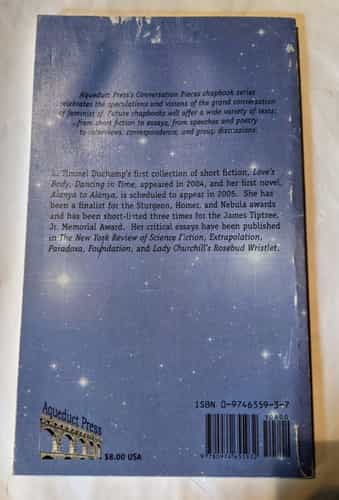 Aqueduct Press's Conversation Pieces chapbook series
celebrates the speculations and visions of the grand conversation
of feminist sf. Future chapbooks will offer a wide variety of texts:
from short fiction to essays, from speeches and poetry
to interviews, correspondence, and group discussions.
L. Timmel Duchamp's first collection of short fiction, Love's
Body, Dancing in Time, appeared in 2004, and her first novel,
Alanya to Alanya, is scheduled to appear in 2005. She has
been a finalist for the Sturgeon, Homer, and Nebula awards
and has been short-listed three times for the James Tiptree,
Jr. Memorial Award. Her critical essays have been published
in The New York Review of Science Fiction, Extrapolation,
Paradoxa, Foundation, and Lady Churchill's Rosebud Wristlet.
ISBN 0-9746559-3-7
Aqueduct Press
$8.00 USA